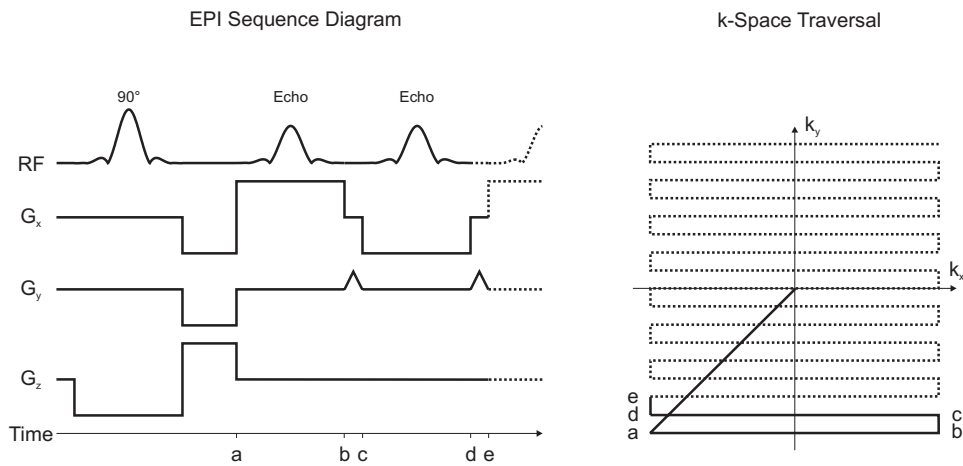 EPI Sequence Diagram
k-Space Traversal
90°
Echo
Echo
RF
Gx
Gy
Gz
Time
a
b
c
d
e
ky
kx
e
d
c
a
b